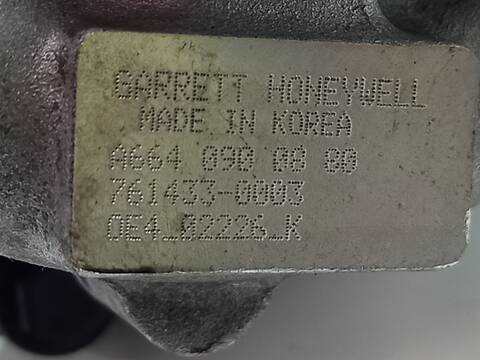 GARRETT HONEYWELL
MADE IN KOREA
A664 090 08 80
761433-0003
OE4_02226_K